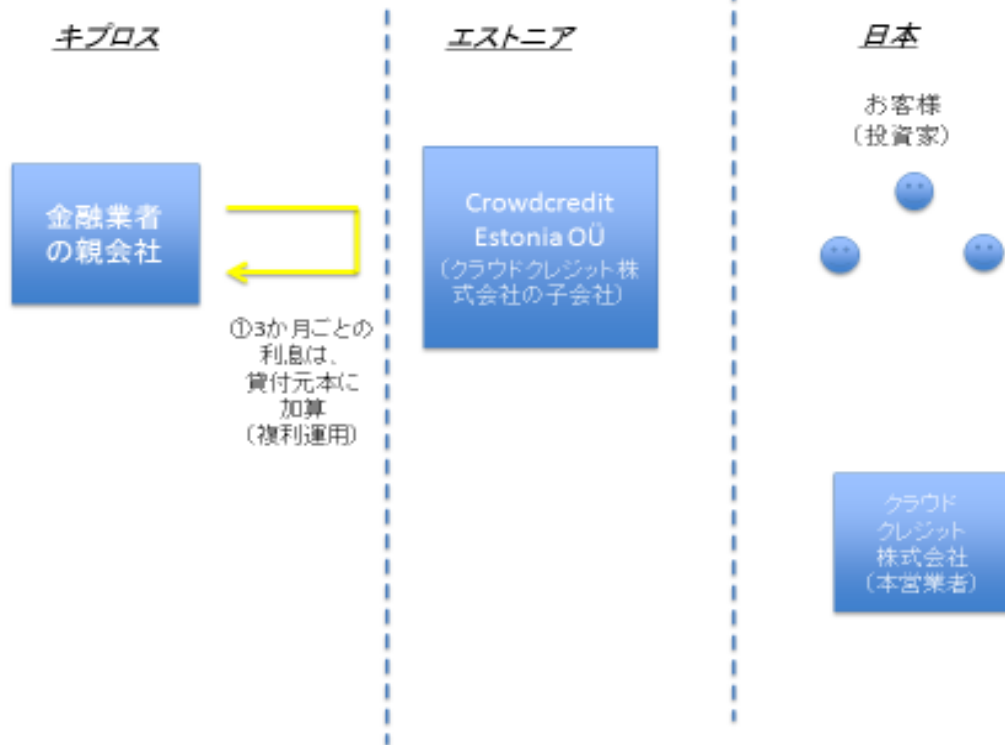 キプロス
エストニア
日本
お客様
（投資家）
金融業者
の親会社
Crowdcredit
Estonia OÜ
（クラウドクレジット株
式会社の子会社）
①3か月ごとの
利息は、
貸付元本に
加算
（複利運用）
クラウド
クレジット
株式会社
（本営業者）